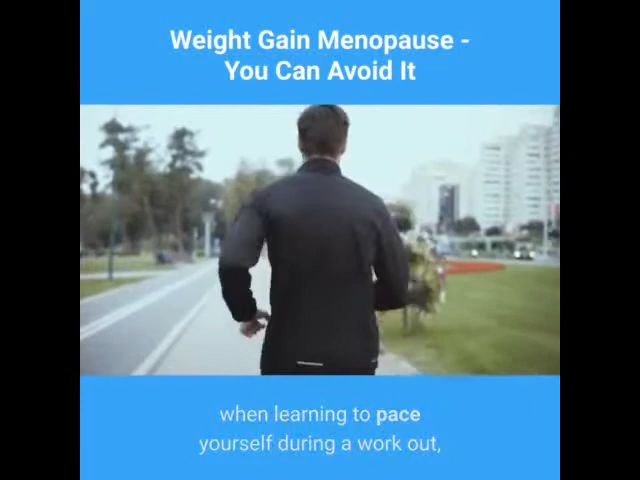 Weight Gain Menopause -
You Can Avoid It
when learning to pace
yourself during a work out,